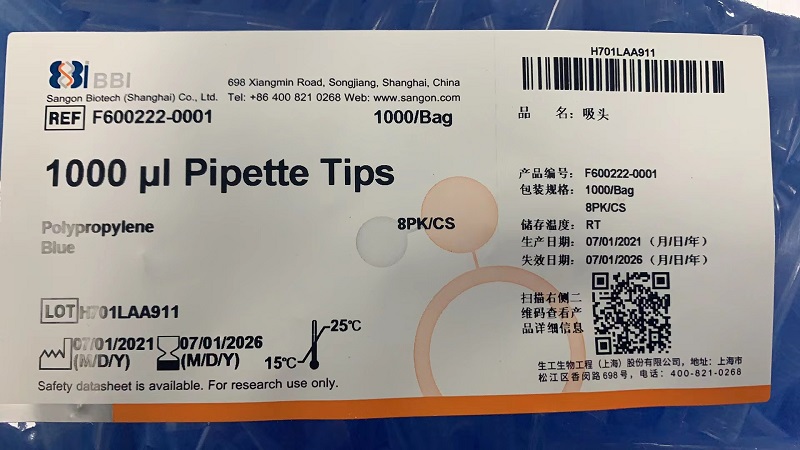 BBI
Sangon Biotech (Shanghai) Co., Ltd.
698 Xiangmin Road, Songjiang, Shanghai, China
Tel: +86 400 821 0268 Web: www.sangon.com
REF F600222-0001
1000/Bag
1000 µl Pipette Tips
Polypropylene
Blue
8PK/CS
LOT H701LAA911
07/01/2021
(M/D/Y)
07/01/2026
(M/D/Y)
25℃
15℃
Safety datasheet is available. For research use only.
H701LAA911
品 名: 吸头
产品编号: F600222-0001
包装规格: 1000/Bag
8PK/CS
储存温度: RT
生产日期: 07/01/2021 (月/日/年)
失效日期: 07/01/2026 (月/日/年)
扫描右侧二
维码查看产
品详细信息
生工生物工程(上海)股份有限公司, 地址: 上海市
松江区香闵路698号, 电话: 400-821-0268